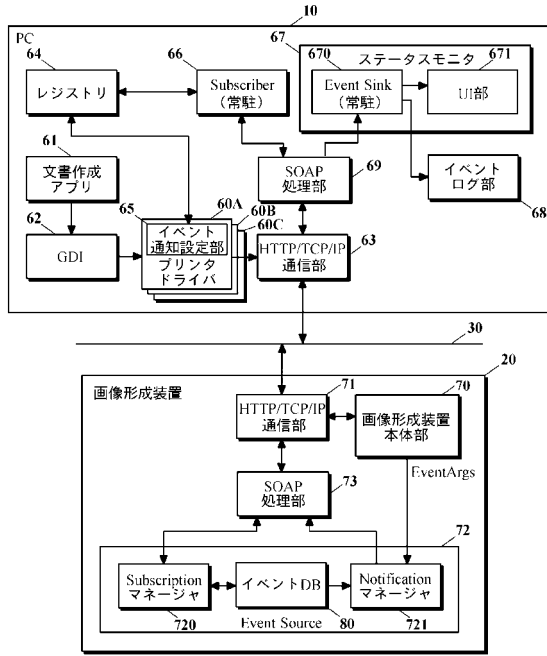 10
PC
67
64
66
670
ステータスモニタ
671
レジストリ
Subscriber
(常駐)
Event Sink
(常駐)
UI部
61
文書作成
アプリ
SOAP
処理部
69
イベント
ログ部
68
62
65
60A
60B
60C
イベント
通知設定部
プリンタ
ドライバ
GDI
63
HTTP/TCP/IP
通信部
30
20
画像形成装置
71
70
HTTP/TCP/IP
通信部
画像形成装置
本体部
EventArgs
SOAP
処理部
73
72
Subscription
マネージャ
イベントDB
Notification
マネージャ
720
Event Source
80
721